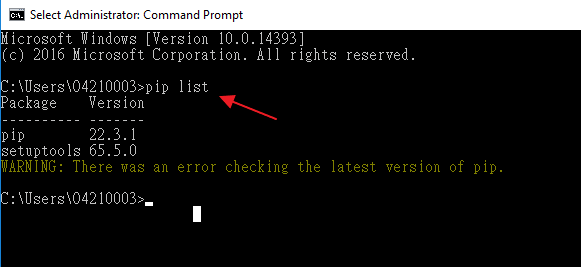 Select Administrator: Command Prompt
Microsoft Windows [Version 10.0.14393]
(c) 2016 Microsoft Corporation. All rights reserved.
C:\Users\04210003>pip list
Package    Version
---------- -------
pip        22.3.1
setuptools 65.5.0
WARNING: There was an error checking the latest version of pip.
C:\Users\04210003>